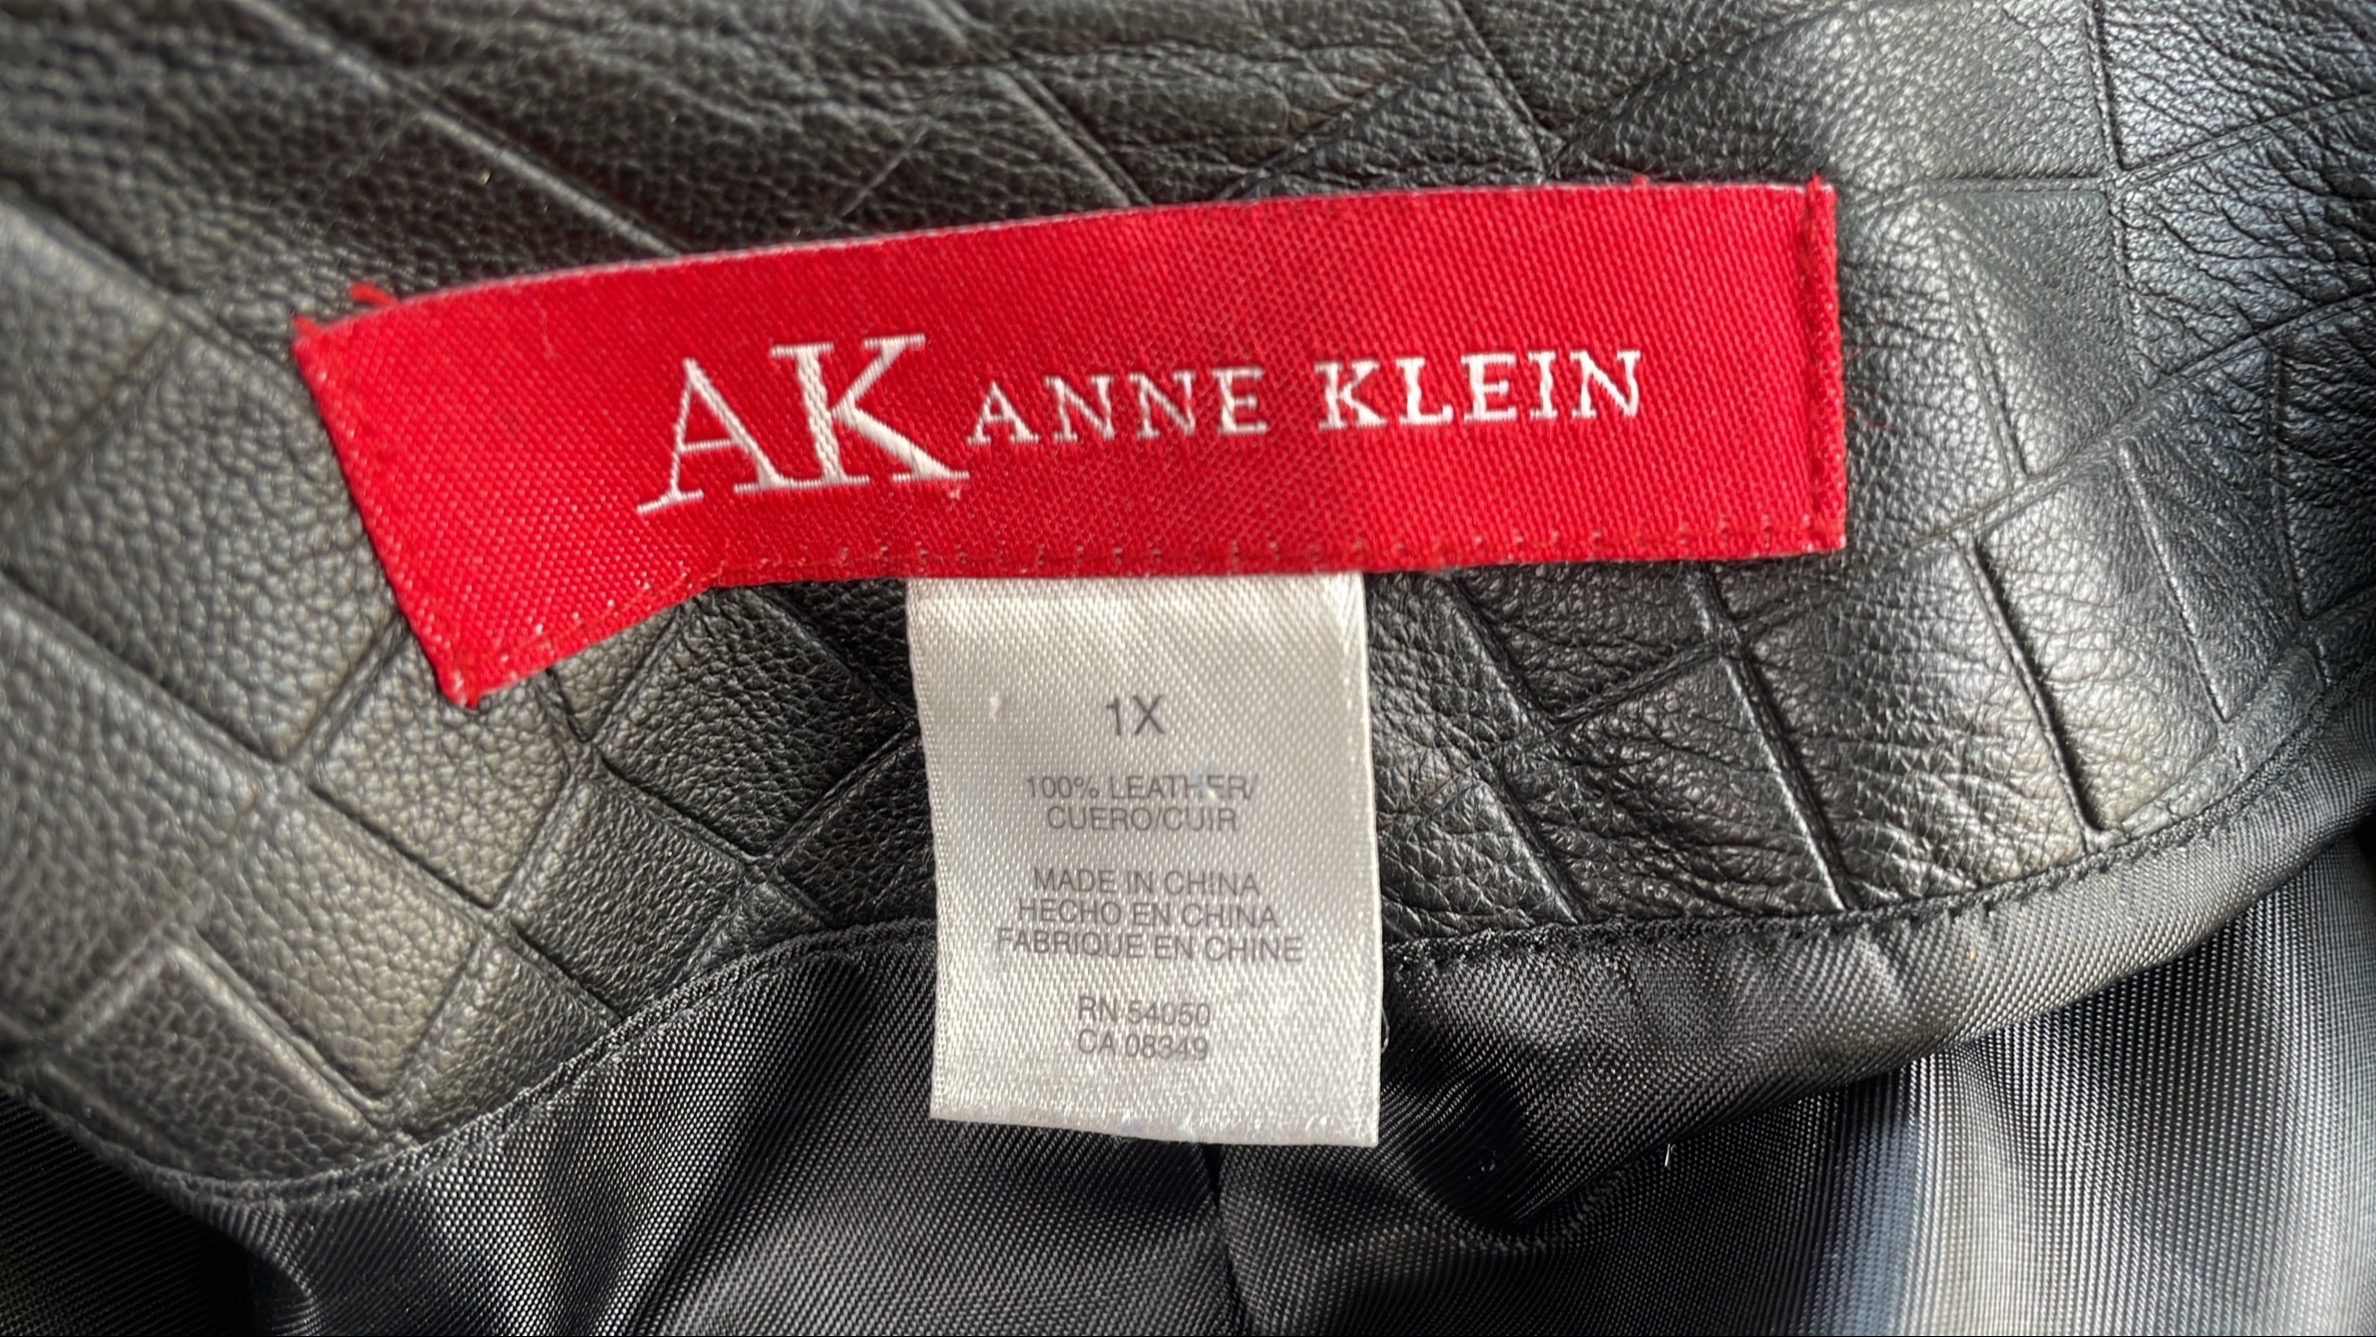 AK ANNE KLEIN
1X
100% LEATHER/
CUERO/CUIR
MADE IN CHINA
HECHO EN CHINA
FABRIQUE EN CHINE
RN 54050
CA 08349